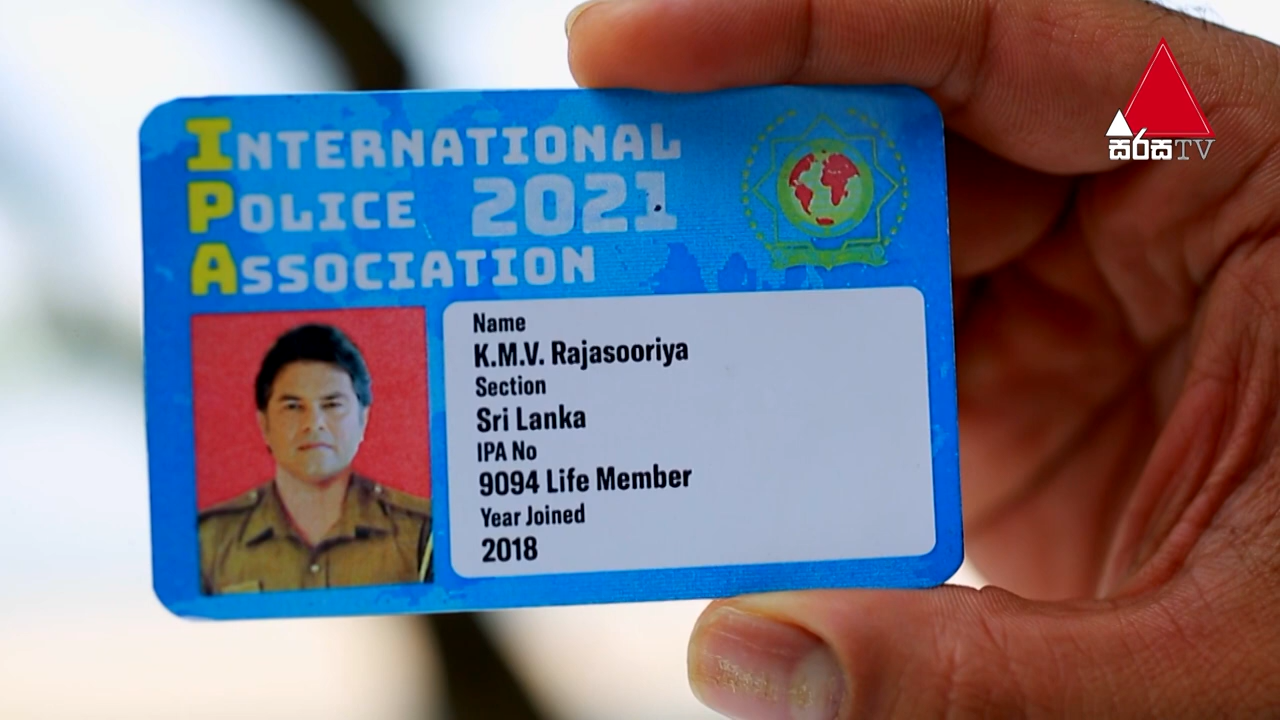 INTERNATIONAL
POLICE 2021
ASSOCIATION
Name
K.M.V. Rajasooriya
Section
Sri Lanka
IPA No
9094 Life Member
Year Joined
2018
සිරස TV